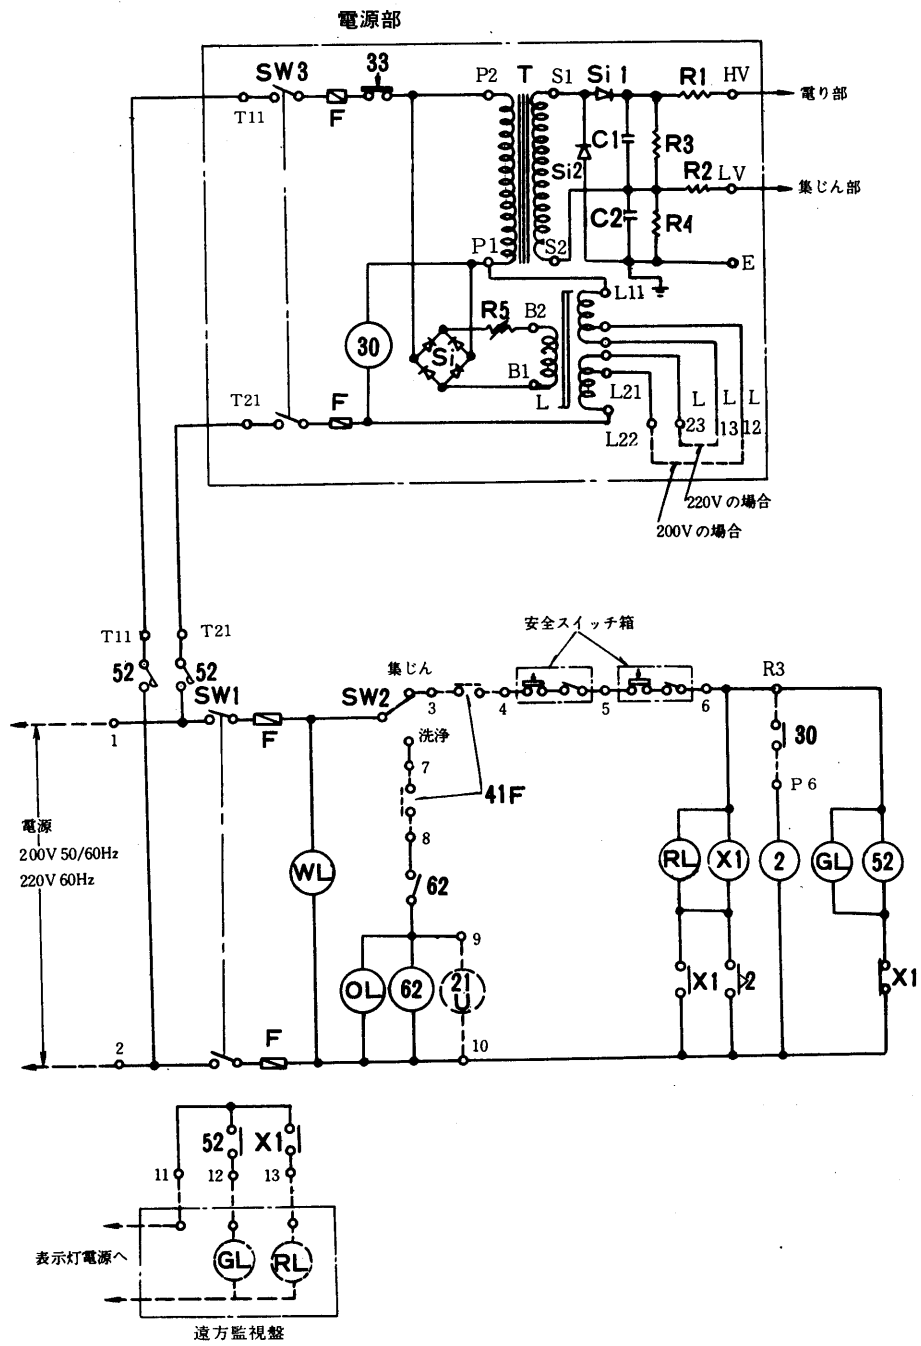 電源部
SW3
T11
F
33
P2
T
S1
Si 1
R1
HV
電り部
C1
R3
Si2
R2
LV
集じん部
C2
R4
P1
S2
E
L11
R5
B2
30
Si
B1
L
L21
L
L
L
T21
F
L22
23
13
12
220Vの場合
200Vの場合
T11
T21
52
52
安全スイッチ箱
集じん
R3
SW1
SW2
3
4
5
6
1
F
洗浄
30
7
41F
P6
電源
200V 50/60Hz
220V 60Hz
8
WL
RL
X1
2
GL
52
62
9
OL
62
21
U
X1
2
X1
2
F
10
52
X1
11
12
13
GL
RL
表示灯電源へ
遠方監視盤